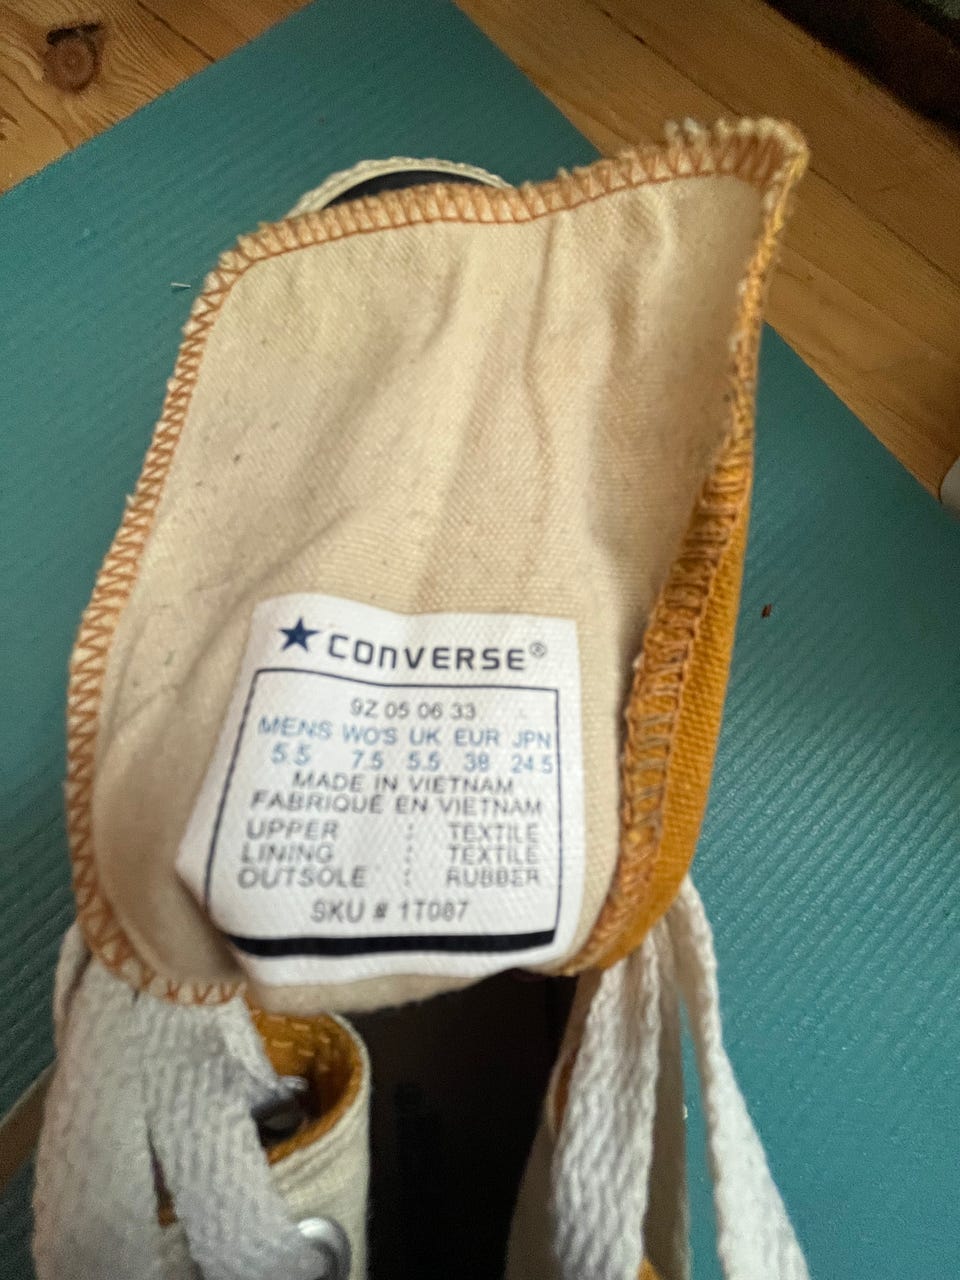 CONVERSE®
9Z 05 06 33
MENS WO'S UK EUR JPN
5.5 7.5 5.5 38 24.5
MADE IN VIETNAM
FABRIQUÉ EN VIETNAM
UPPER : TEXTILE
LINING : TEXTILE
OUTSOLE : RUBBER
SKU # 1T087